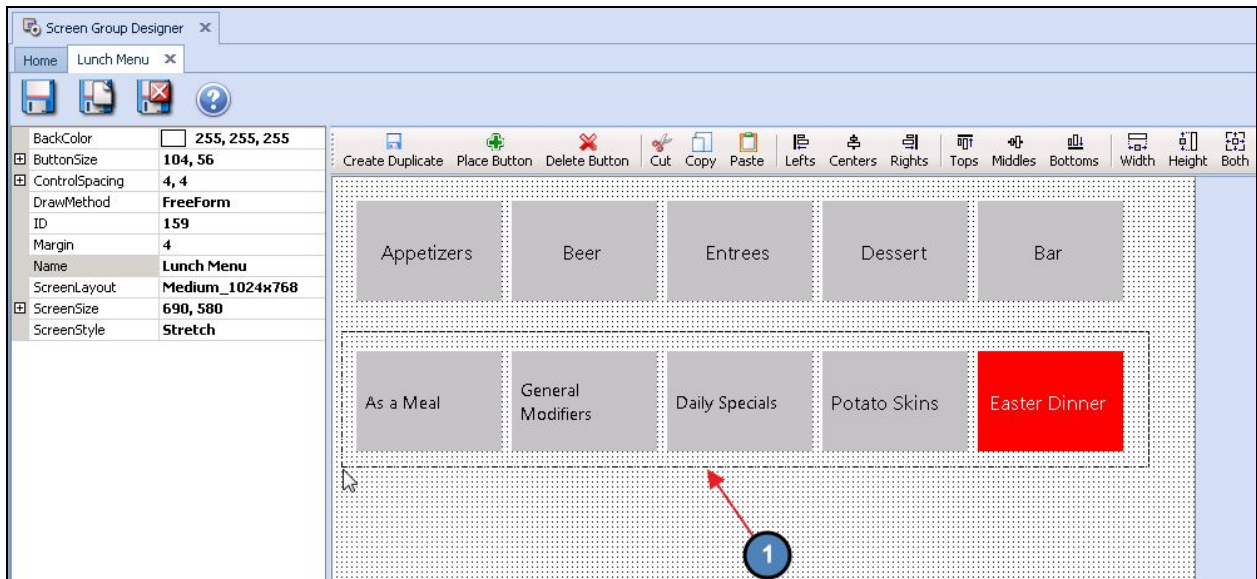 Screen Group Designer
Home Lunch Menu
BackColor 255, 255, 255
ButtonSize 104, 56
ControlSpacing 4, 4
DrawMethod FreeForm
ID 159
Margin 4
Name Lunch Menu
ScreenLayout Medium_1024x768
ScreenSize 690, 580
ScreenStyle Stretch
Create Duplicate Place Button Delete Button Cut Copy Paste Lefts Centers Rights Tops Middles Bottoms Width Height Both
Appetizers Beer Entrees Dessert Bar
As a Meal General Modifiers Daily Specials Potato Skins Easter Dinner
1